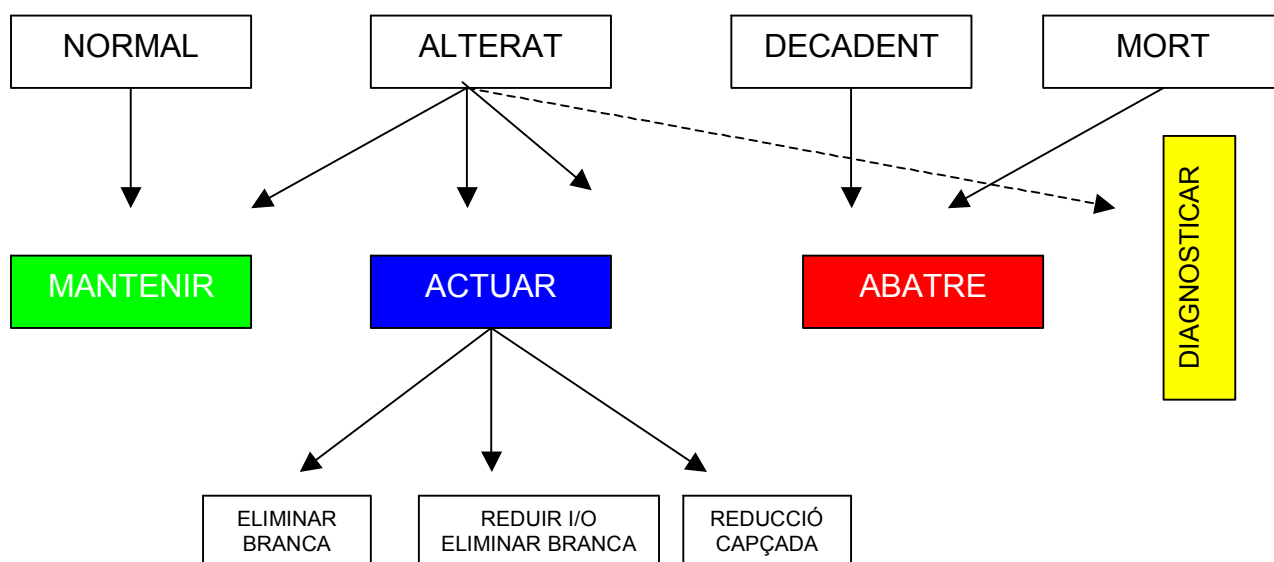 NORMAL
ALTERAT
DECADENT
MORT
MANTENIR
ACTUAR
ABATRE
DIAGNOSTICAR
ELIMINAR
BRANCA
REDUIR I/O
ELIMINAR BRANCA
REDUCCIÓ
CAPÇADA